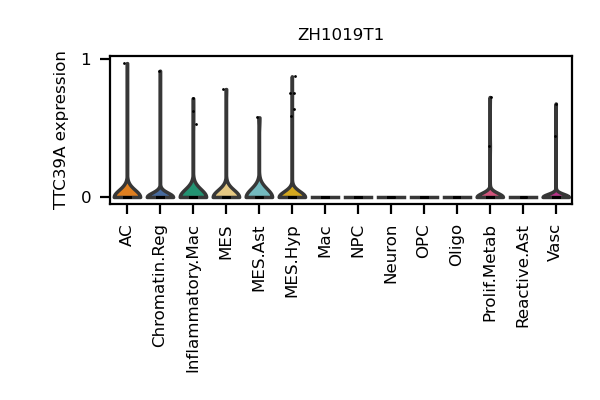 ZH1019T1
TTC39A expression
1
0
AC
Chromatin.Reg
Inflammatory.Mac
MES
MES.Ast
MES.Hyp
Mac
NPC
Neuron
OPC
Oligo
Prolif.Metab
Reactive.Ast
Vasc